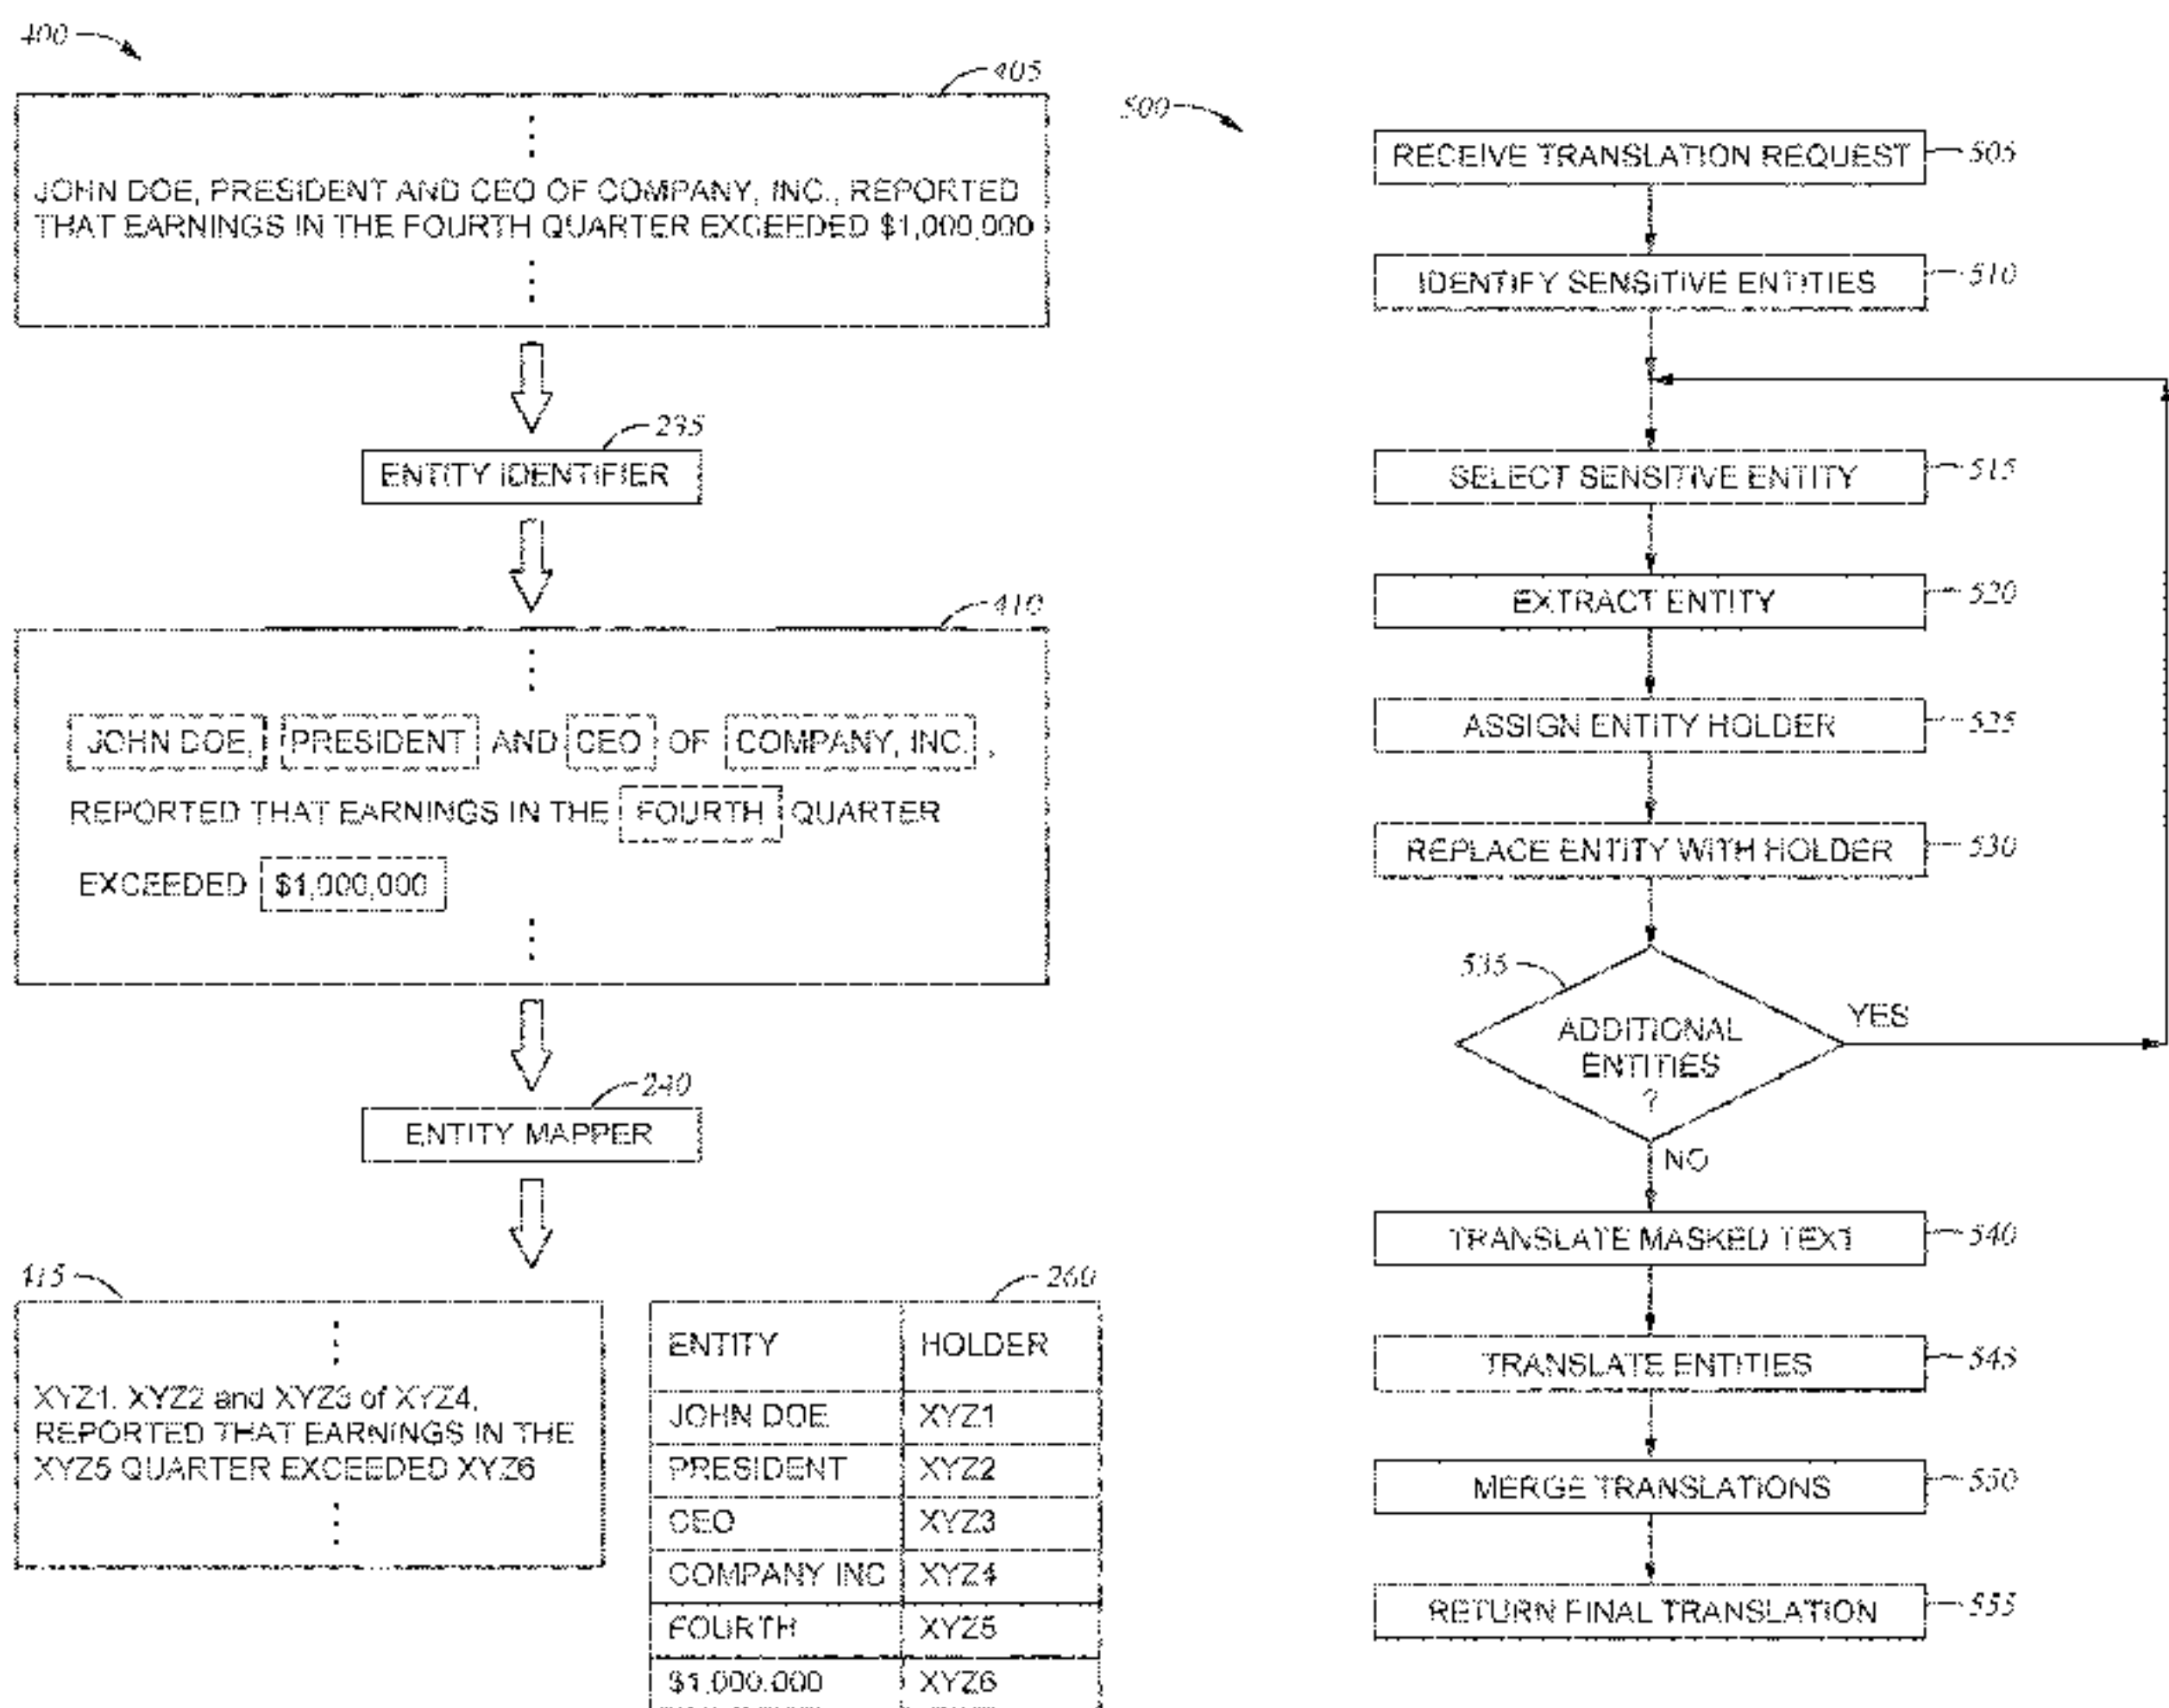 400
405
JOHN DOE, PRESIDENT AND CEO OF COMPANY, INC., REPORTED
THAT EARNINGS IN THE FOURTH QUARTER EXCEEDED $1,000,000
235
ENTITY IDENTIFIER
410
JOHN DOE, PRESIDENT AND CEO OF COMPANY, INC. ,
REPORTED THAT EARNINGS IN THE FOURTH QUARTER
EXCEEDED $1,000,000
240
ENTITY MAPPER
415
XYZ1, XYZ2 and XYZ3 of XYZ4,
REPORTED THAT EARNINGS IN THE
XYZ5 QUARTER EXCEEDED XYZ6
260
ENTITY HOLDER
JOHN DOE XYZ1
PRESIDENT XYZ2
CEO XYZ3
COMPANY INC XYZ4
FOURTH XYZ5
$1,000,000 XYZ6
500
RECEIVE TRANSLATION REQUEST 505
IDENTIFY SENSITIVE ENTITIES 510
SELECT SENSITIVE ENTITY 515
EXTRACT ENTITY 520
ASSIGN ENTITY HOLDER 525
REPLACE ENTITY WITH HOLDER 530
535
ADDITIONAL
ENTITIES
?
YES
NO
TRANSLATE MASKED TEXT 540
TRANSLATE ENTITIES 545
MERGE TRANSLATIONS 550
RETURN FINAL TRANSLATION 555